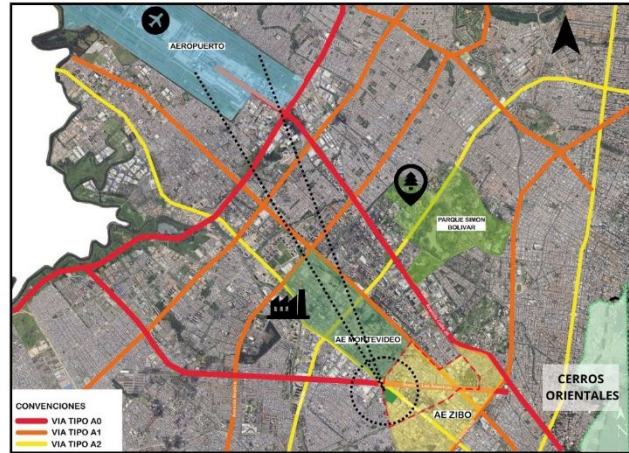 AEROPUERTO
PARQUE SIMON
BOLIVAR
AE MONTEVIDEO
AE ZIBO
CERROS
ORIENTALES
CONVENCIONES
VIA TIPO A0
VIA TIPO A1
VIA TIPO A2